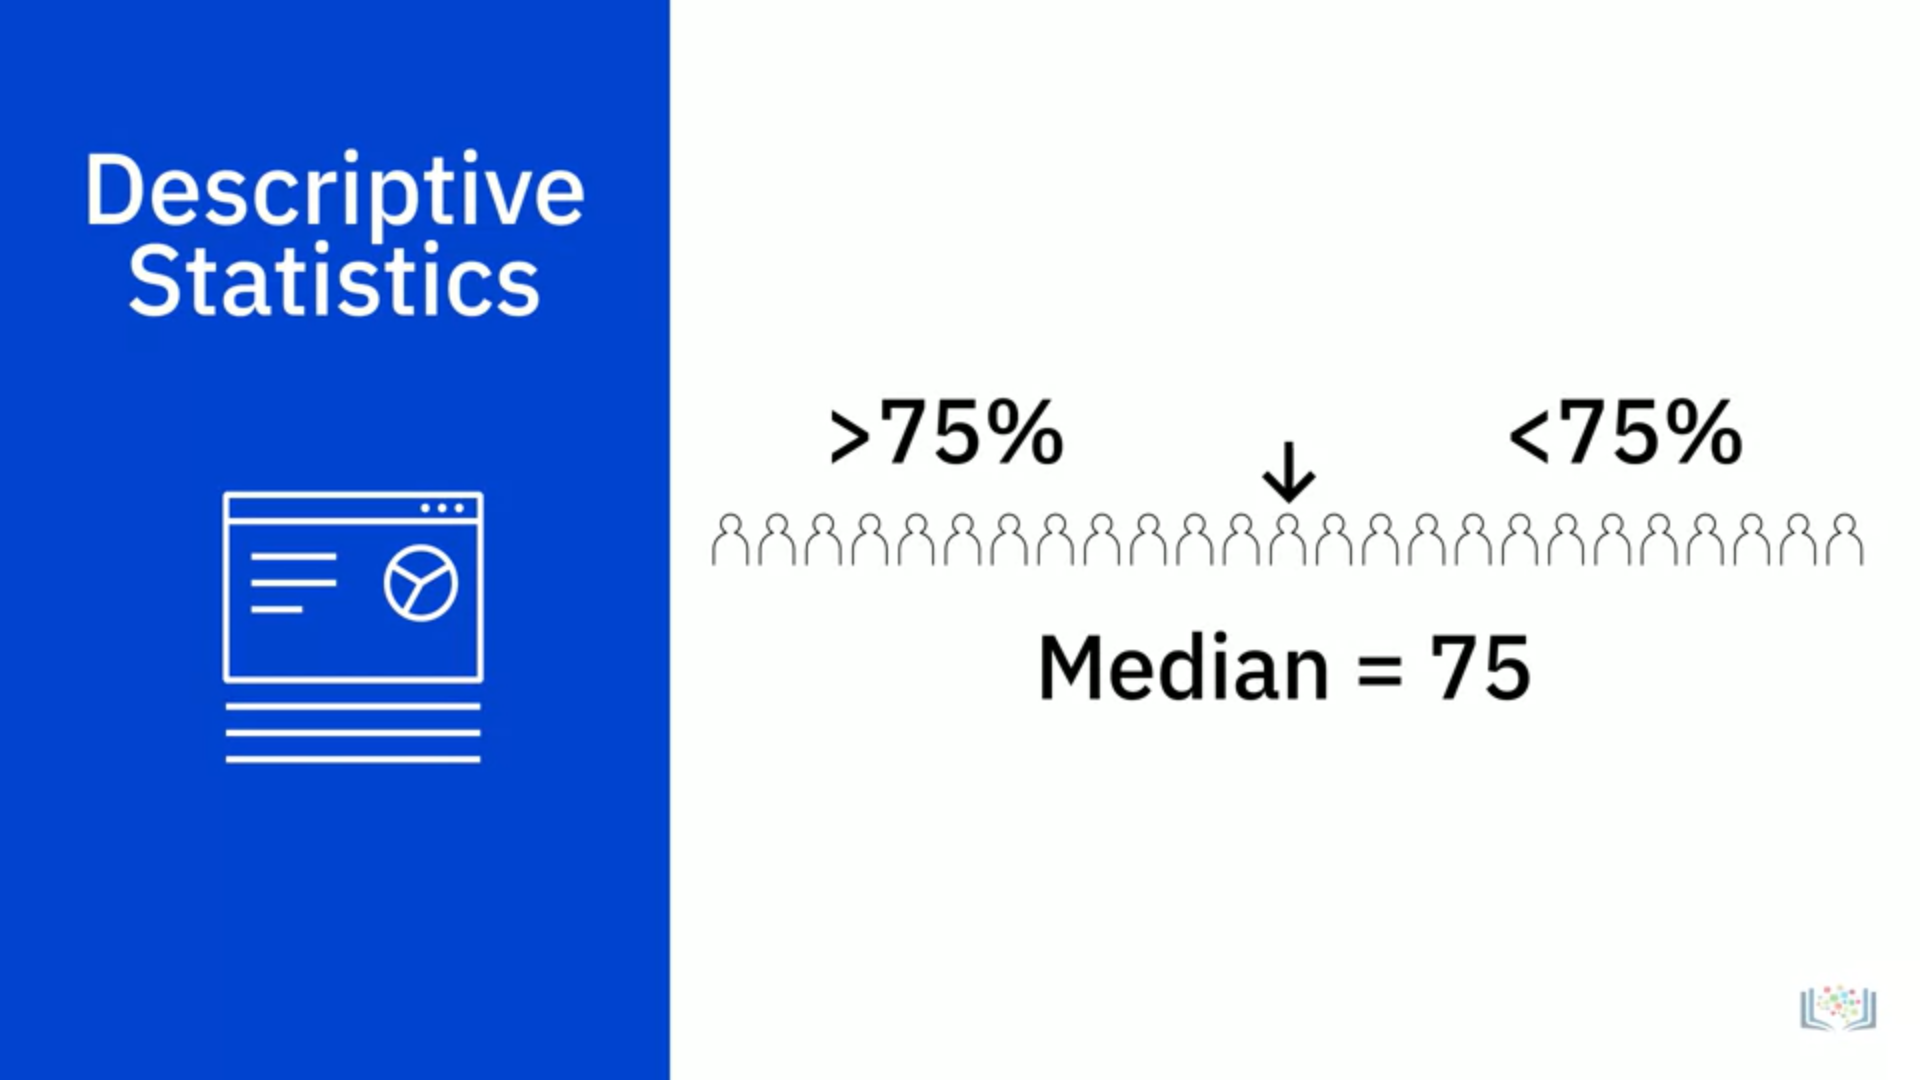 Descriptive
Statistics
>75%
<75%
Median = 75